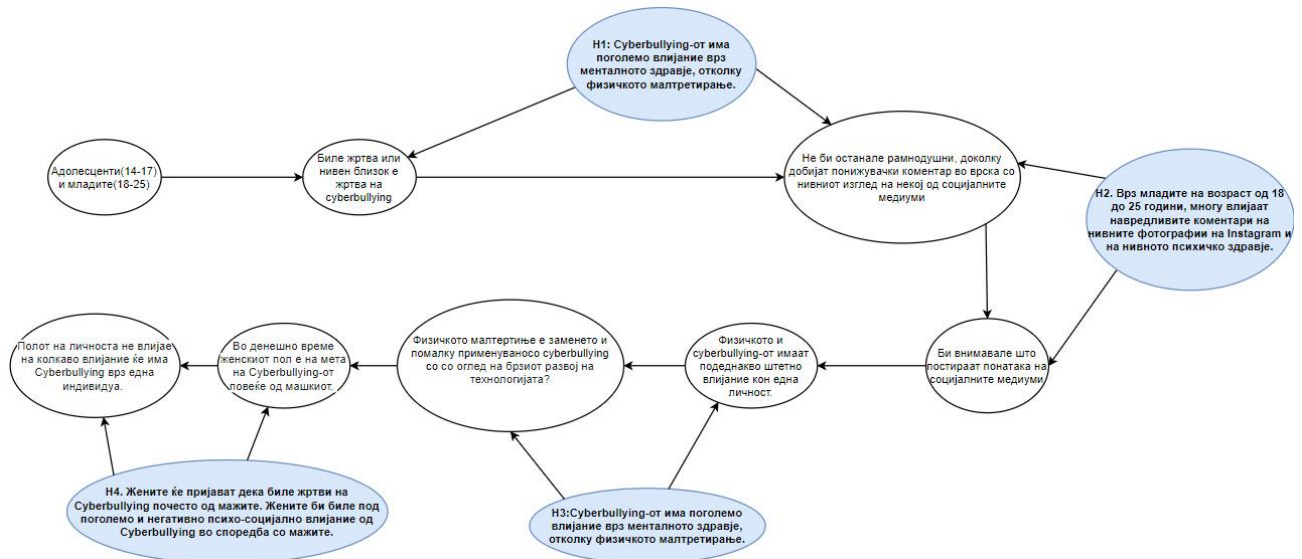 H1: Cyberbullying-от има
поголемо влијание врз
менталното здравје, отколку
физичкото малтретирање.
Адолесценти(14-17)
и младите(18-25)
Биле жртва или
нивен близок е
жртва на
cyberbullying
Не би останале рамнодушни, доколку
добијат понижувачки коментар во врска со
нивниот изглед на некој од социјалните
медиуми
H2. Врз младите на возраст од 18
до 25 години, многу влијаат
навредливите коментари на
нивните фотографии на Instagram и
на нивното психичко здравје.
Полот на личноста не влијае
на колкаво влијание ќе има
Cyberbullying врз една
индивидуа.
Во денешно време
женскиот пол е на мета
на Cyberbullying-от
повеќе од машкиот.
Физичкото малтертиње е заменето и
помалку применуваносо cyberbullying
со со оглед на брзиот развој на
технологијата?
Физичкото и
cyberbullying-от имаат
подеднакво штетно
влијание кон една
личност.
Би внимавале што
постираат понатака на
социјалните медиуми
H4. Жените ќе пријават дека биле жртви на
Cyberbullying почесто од мажите. Жените би биле под
поголемо и негативно психо-социјално влијание од
Cyberbullying во споредба со мажите.
H3:Cyberbullying-от има поголемо
влијание врз менталното здравје,
отколку физичкото малтретирање.